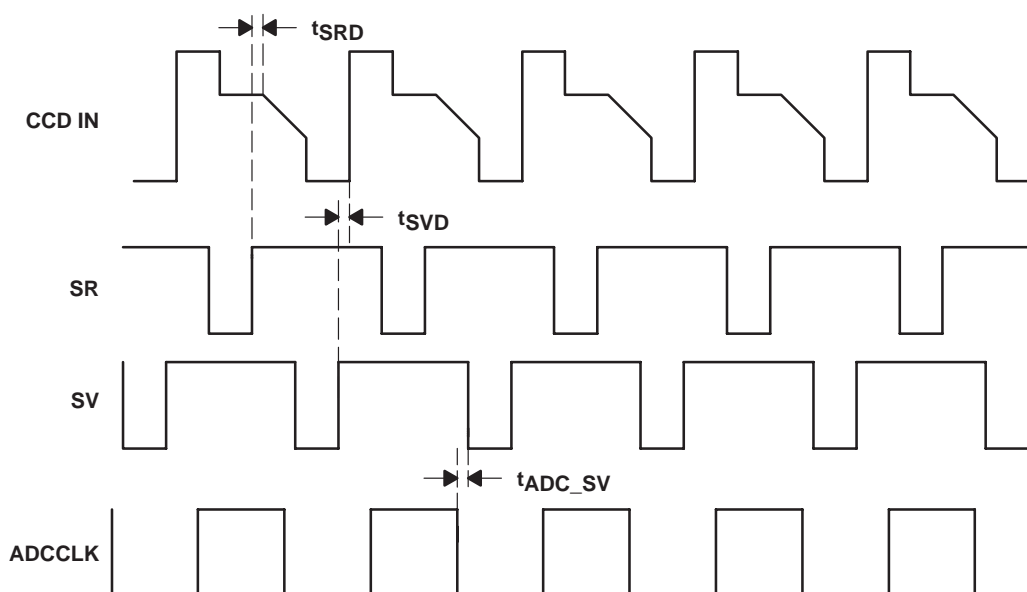 tSRD
CCD IN
tSVD
SR
SV
tADC_SV
ADCCLK